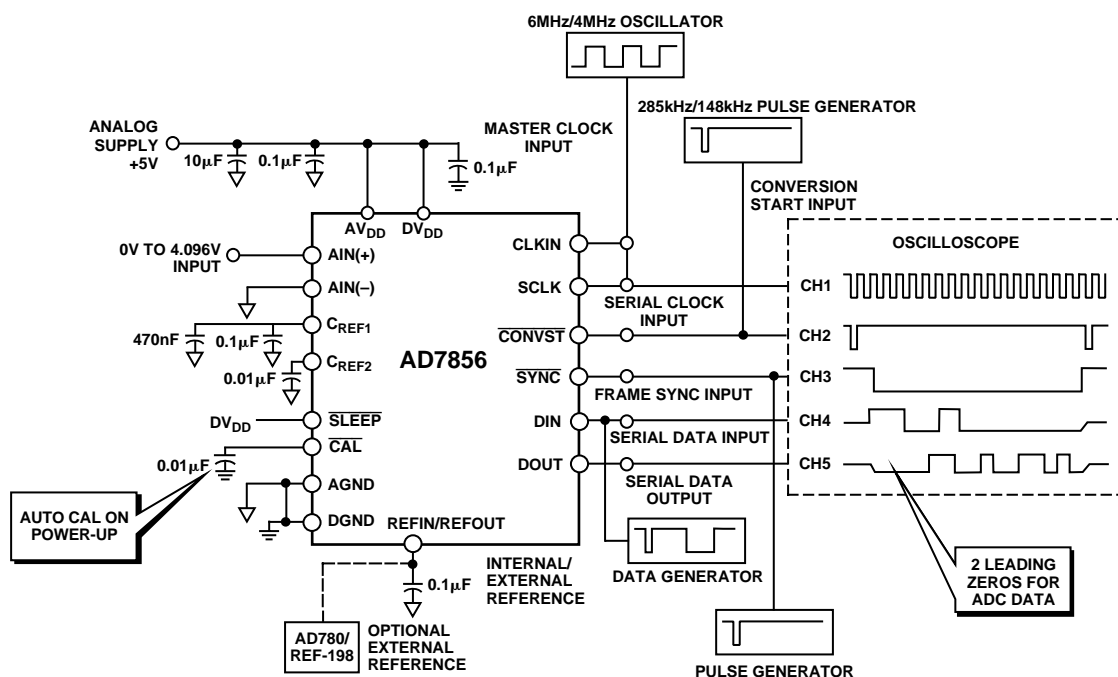 6MHz/4MHz OSCILLATOR
285kHz/148kHz PULSE GENERATOR
ANALOG
SUPPLY
+5V
10µF
0.1µF
0.1µF
MASTER CLOCK
INPUT
CONVERSION
START INPUT
AVDD
DVDD
0V TO 4.096V
INPUT
AIN(+)
AIN(–)
CREF1
470nF
0.1µF
CREF2
0.01µF
DVDD
SLEEP
CAL
0.01µF
AUTO CAL ON
POWER-UP
AGND
DGND
REFIN/REFOUT
AD7856
CLKIN
SCLK
SERIAL CLOCK
INPUT
CONVST
SYNC
FRAME SYNC INPUT
DIN
SERIAL DATA INPUT
DOUT
SERIAL DATA
OUTPUT
OSCILLOSCOPE
CH1
CH2
CH3
CH4
CH5
2 LEADING
ZEROS FOR
ADC DATA
DATA GENERATOR
PULSE GENERATOR
INTERNAL/
EXTERNAL
REFERENCE
0.1µF
AD780/
REF-198
OPTIONAL
EXTERNAL
REFERENCE